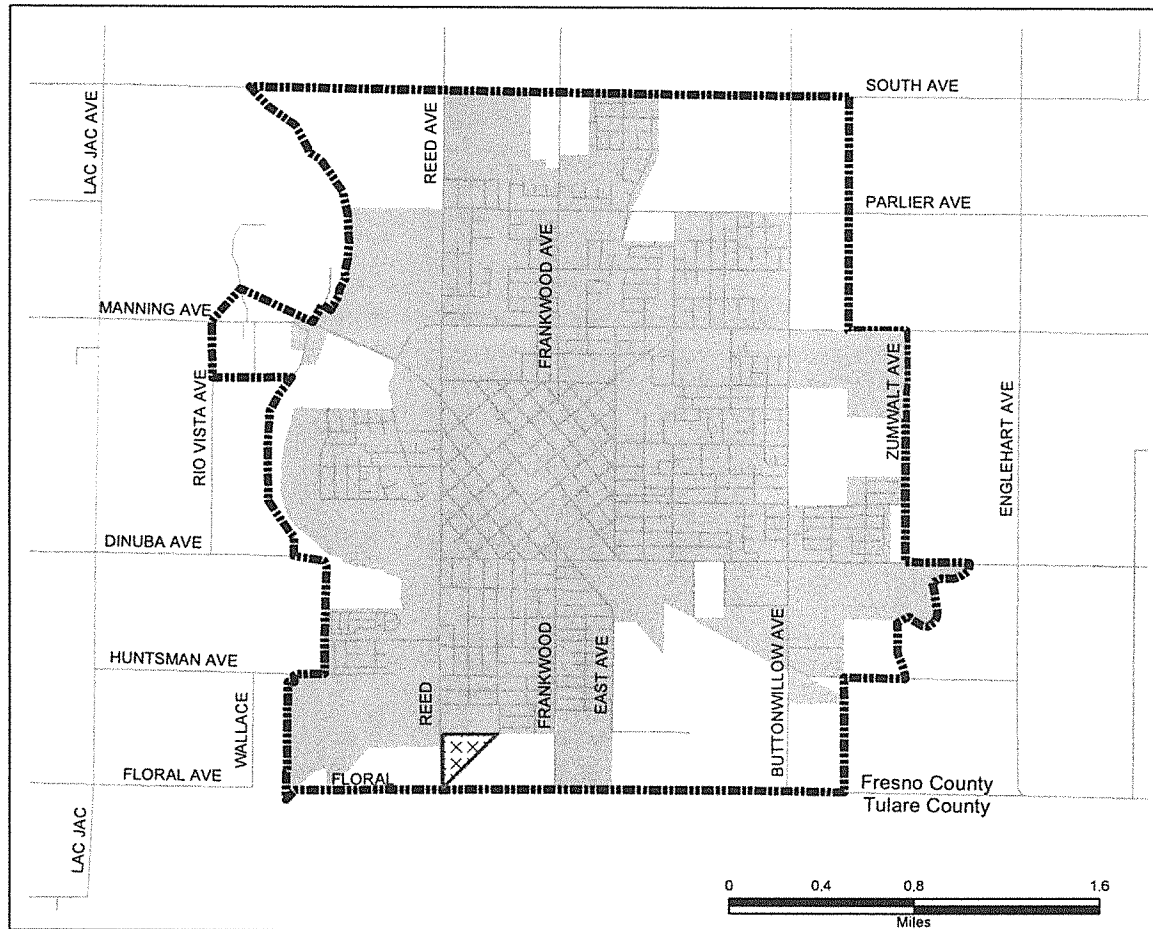 SOUTH AVE
LAC JAC AVE
REED AVE
PARLIER AVE
FRANKWOOD AVE
MANNING AVE
ZUMWALT AVE
RIO VISTA AVE
ENGLEHART AVE
DINUBA AVE
HUNTSMAN AVE
WALLACE
REED
FRANKWOOD
EAST AVE
BUTTONWILLOW AVE
FLORAL AVE
FLORAL
Fresno County
Tulare County
LAC JAC
0 0.4 0.8 1.6
Miles